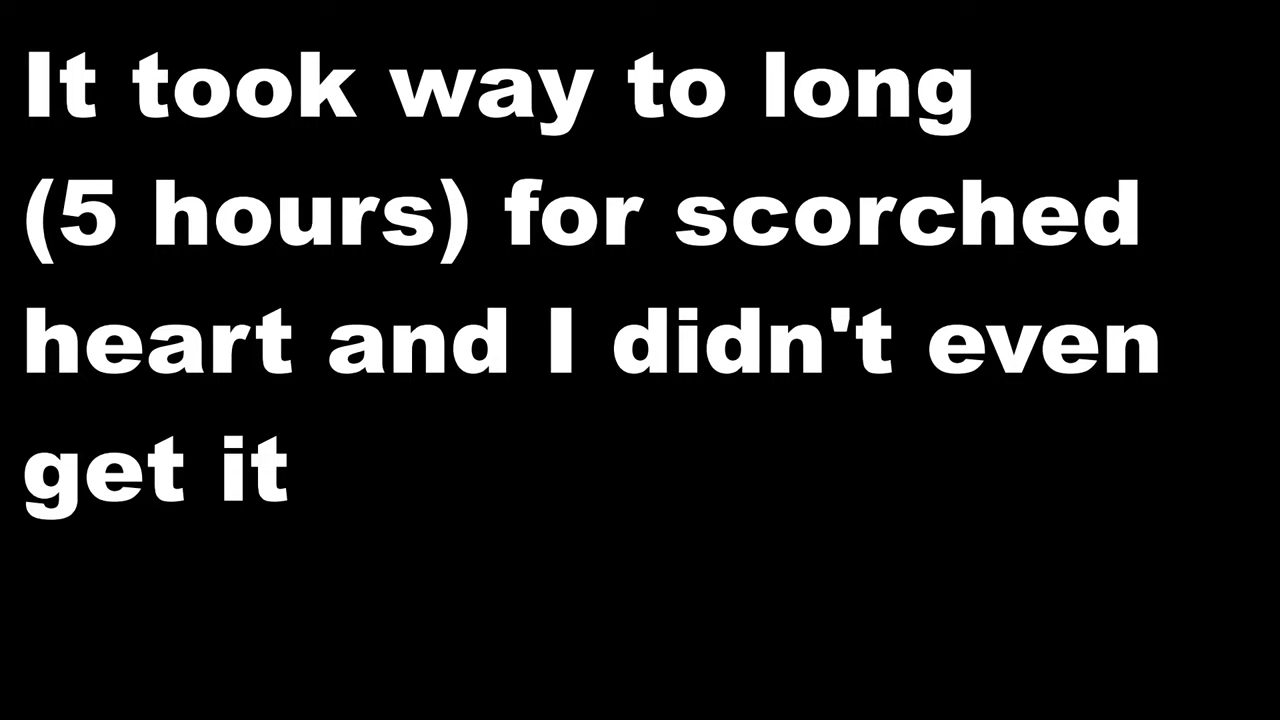 It took way to long
(5 hours) for scorched
heart and I didn't even
get it